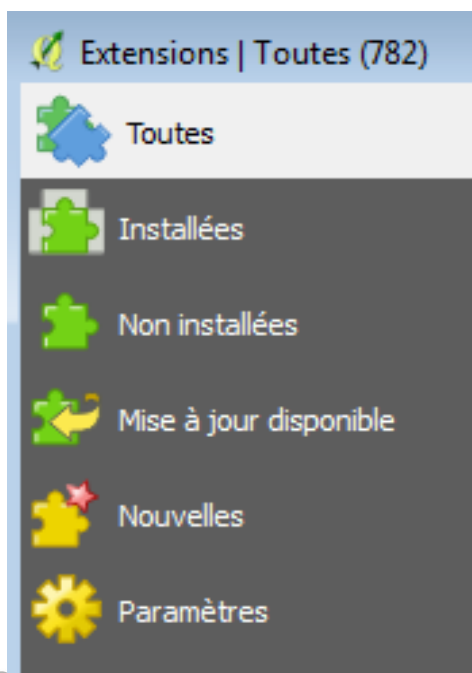 Extensions | Toutes (782)
Toutes
Installées
Non installées
Mise à jour disponible
Nouvelles
Paramètres